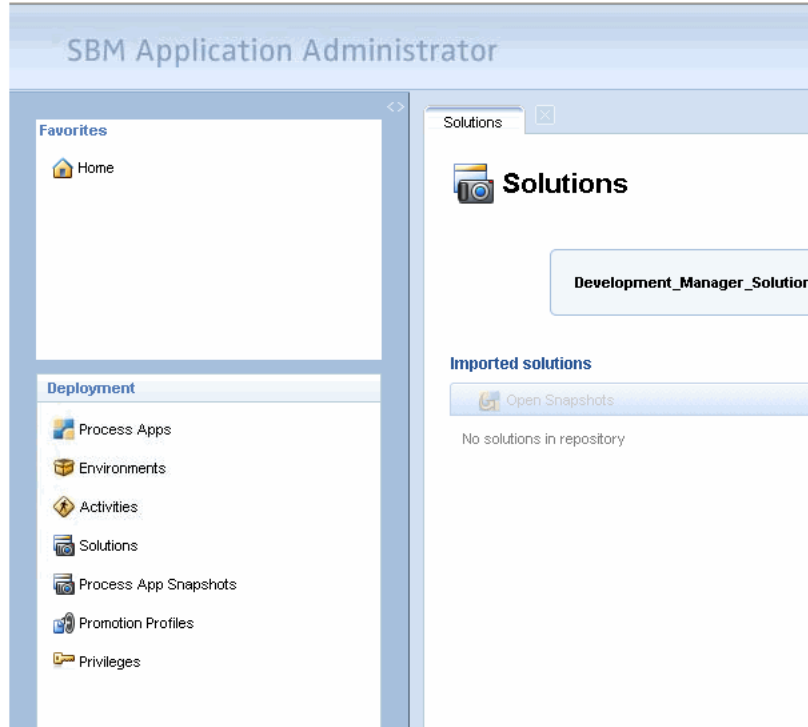 SBM Application Administrator
Favorites
Home
Deployment
Process Apps
Environments
Activities
Solutions
Process App Snapshots
Promotion Profiles
Privileges
Solutions
Solutions
Development_Manager_Solution
Imported solutions
Open Snapshots
No solutions in repository